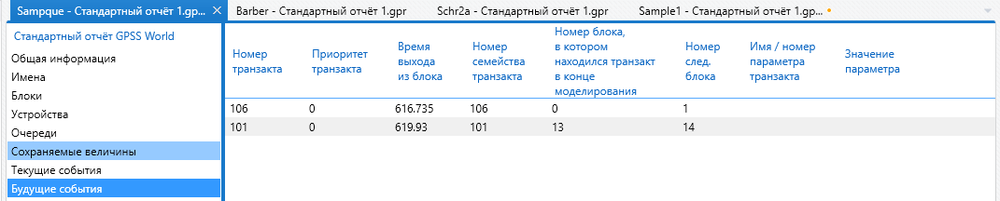 Sampque - Стандартный отчёт 1.gp... × Barber - Стандартный отчёт 1.gpr Schr2a - Стандартный отчёт 1.gpr Sample1 - Стандартный отчёт 1.gp...
Стандартный отчёт GPSS World
Общая информация
Имена
Блоки
Устройства
Очереди
Сохраняемые величины
Текущие события
Будущие события
Номер
транзакта
Приоритет
транзакта
Время
выхода
из блока
Номер
семейства
транзакта
Номер блока,
в котором
находился транзакт
в конце
моделирования
Номер
след.
блока
Имя / номер
параметра
транзакта
Значение
параметра
106 0 616.735 106 0 1
101 0 619.93 101 13 14